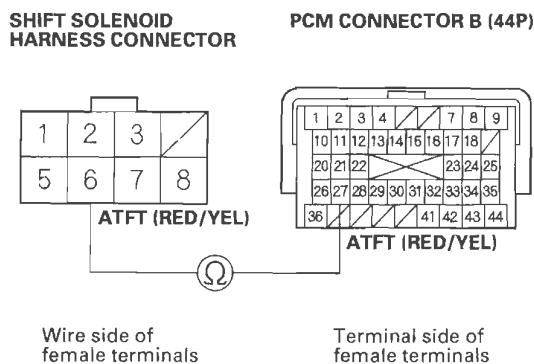 SHIFT SOLENOID
HARNESS CONNECTOR
PCM CONNECTOR B (44P)
1 2 3
5 6 7 8
1 2 3 4 7 8 9
10 11 12 13 14 15 16 17 18
20 21 22 23 24 25
26 27 28 29 30 31 32 33 34 35
36 41 42 43 44
ATFT (RED/YEL)
ATFT (RED/YEL)
Ω
Wire side of
female terminals
Terminal side of
female terminals